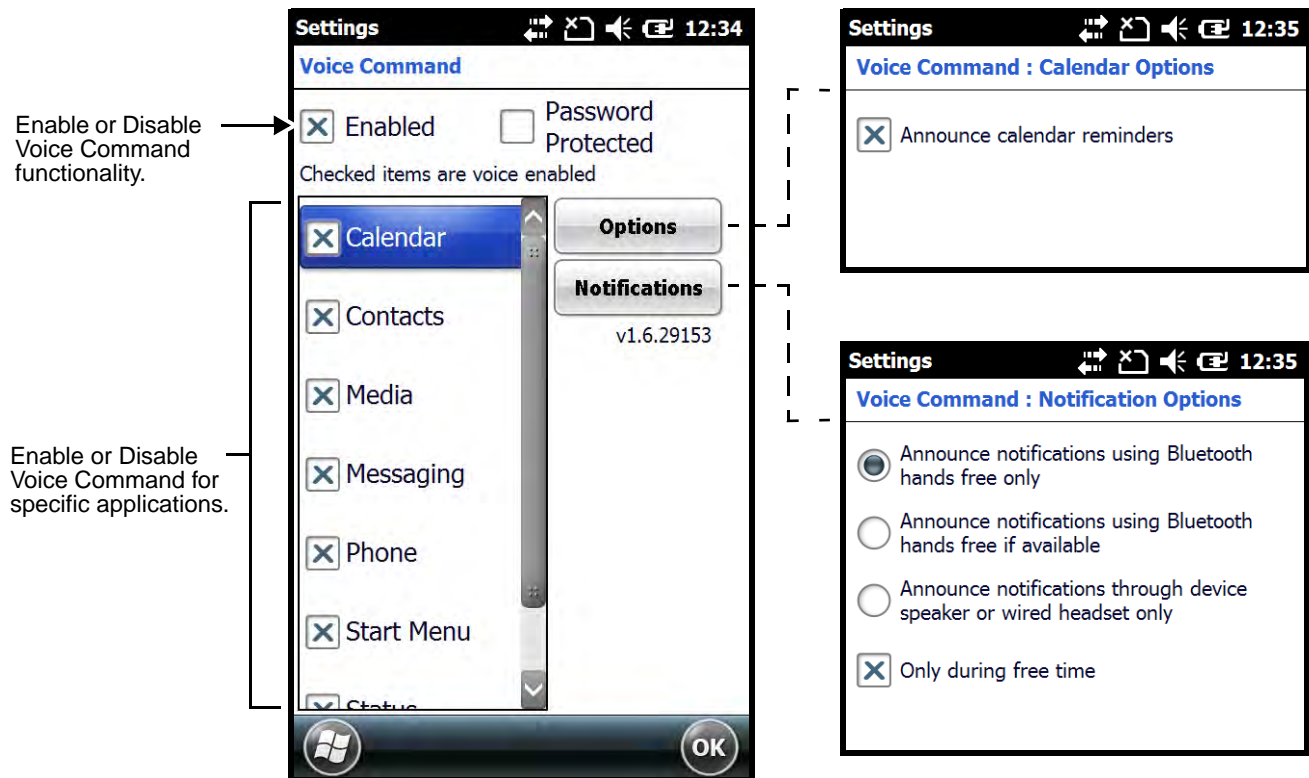 Settings 12:34
Voice Command
Enable or Disable
Voice Command
functionality.
Enabled
Password
Protected
Checked items are voice enabled
Calendar
Contacts
Media
Messaging
Phone
Start Menu
Status
Options
Notifications
v1.6.29153
Enable or Disable
Voice Command for
specific applications.
OK
Settings 12:35
Voice Command : Calendar Options
Announce calendar reminders
Settings 12:35
Voice Command : Notification Options
Announce notifications using Bluetooth
hands free only
Announce notifications using Bluetooth
hands free if available
Announce notifications through device
speaker or wired headset only
Only during free time